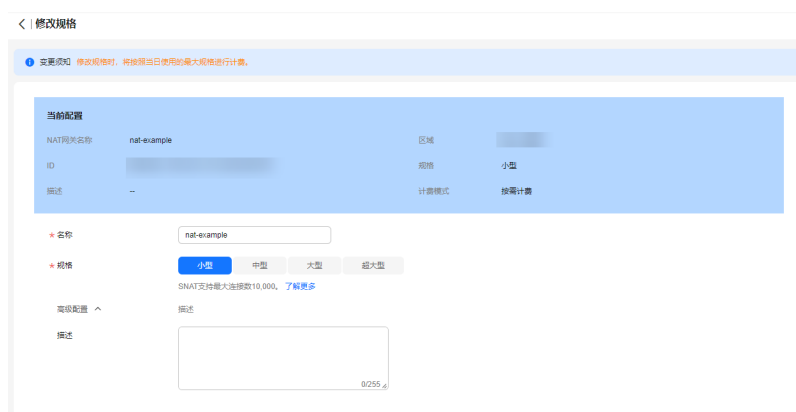 修改规格
变更须知 修改规格时，将按照当日使用的最大规格进行计费。
当前配置
NAT网关名称 nat-example 区域
ID 规格 小型
描述 -- 计费模式 按需计费
* 名称 nat-example
* 规格 小型 中型 大型 超大型
SNAT支持最大连接数10,000。 了解更多
高级配置 描述
描述
0/255